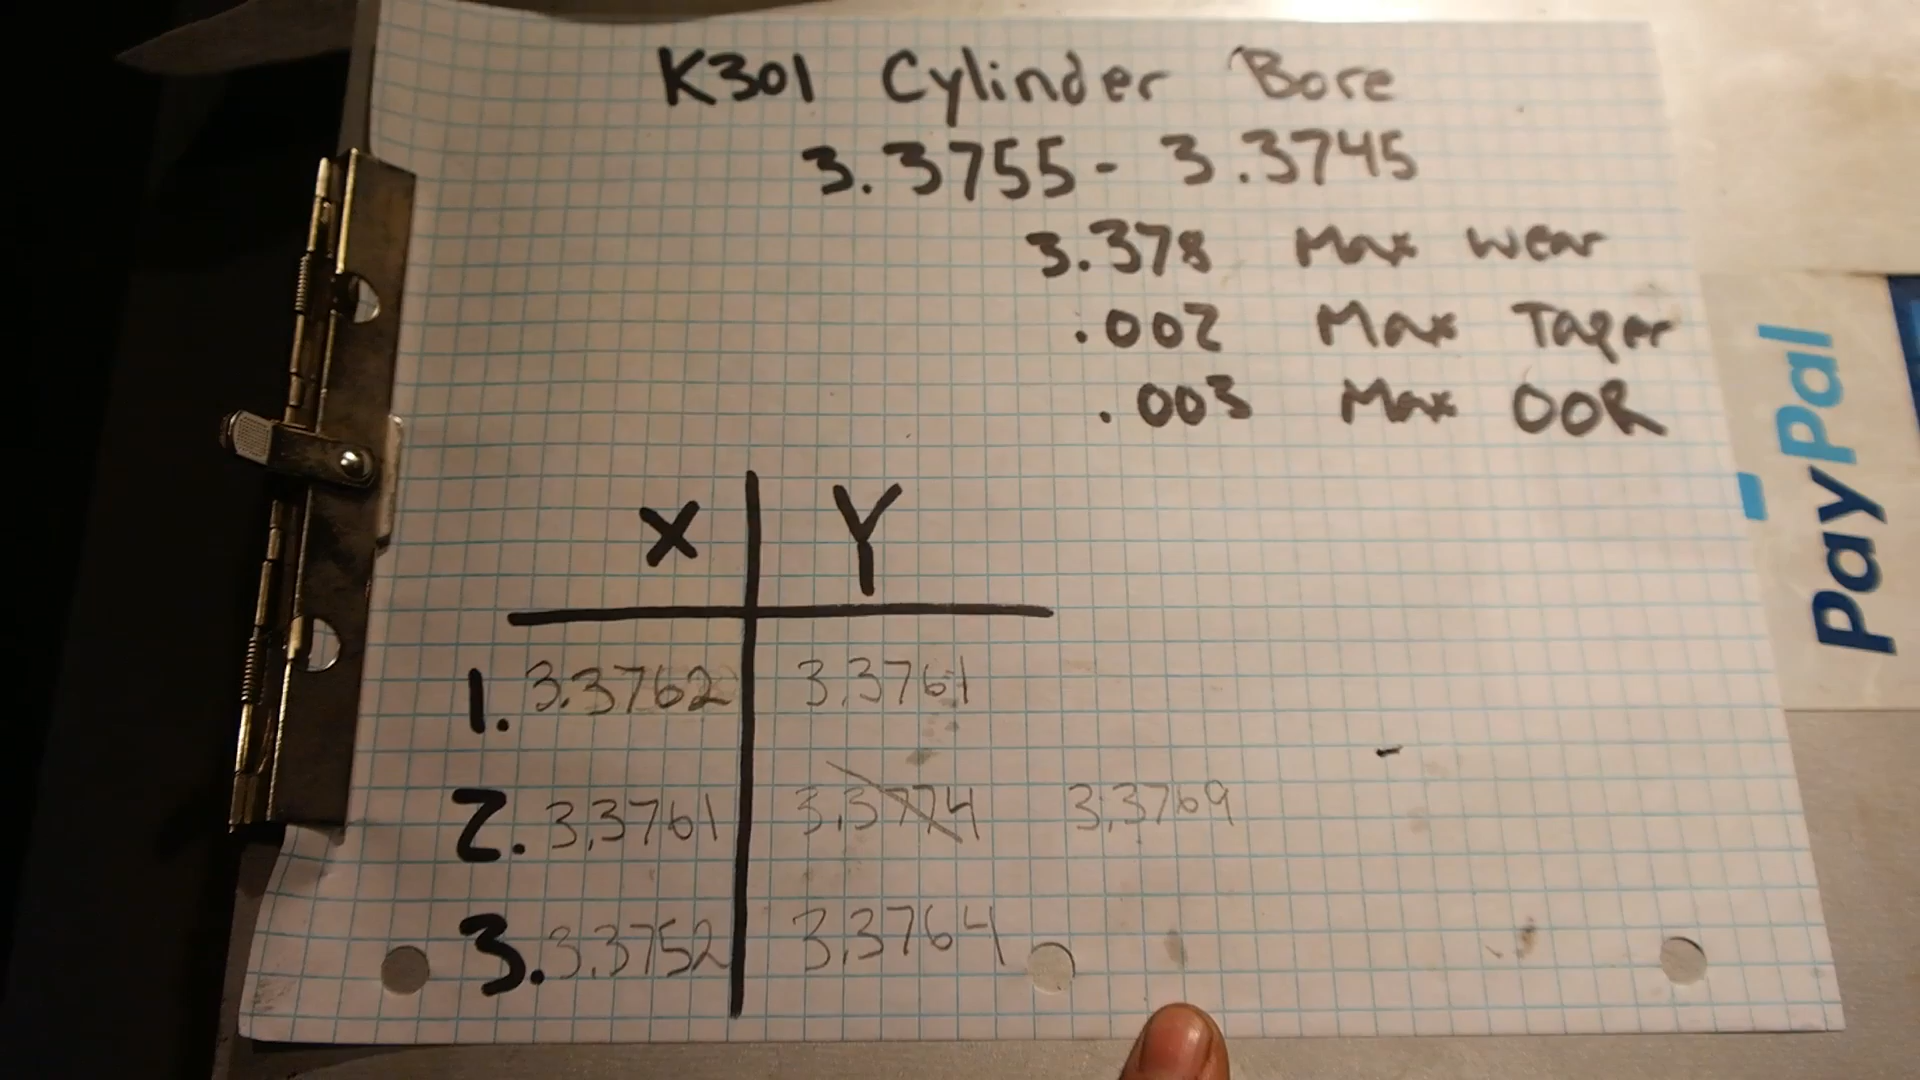 K301 Cylinder Bore
3.3755 - 3.3745
3.378 Max wear
.002 Max Taper
.003 Max OOR
X Y
1. 3.3762 3.3761
2. 3.3761 3.3774 3.3769
3. 3.3752 3.3764
PayPal